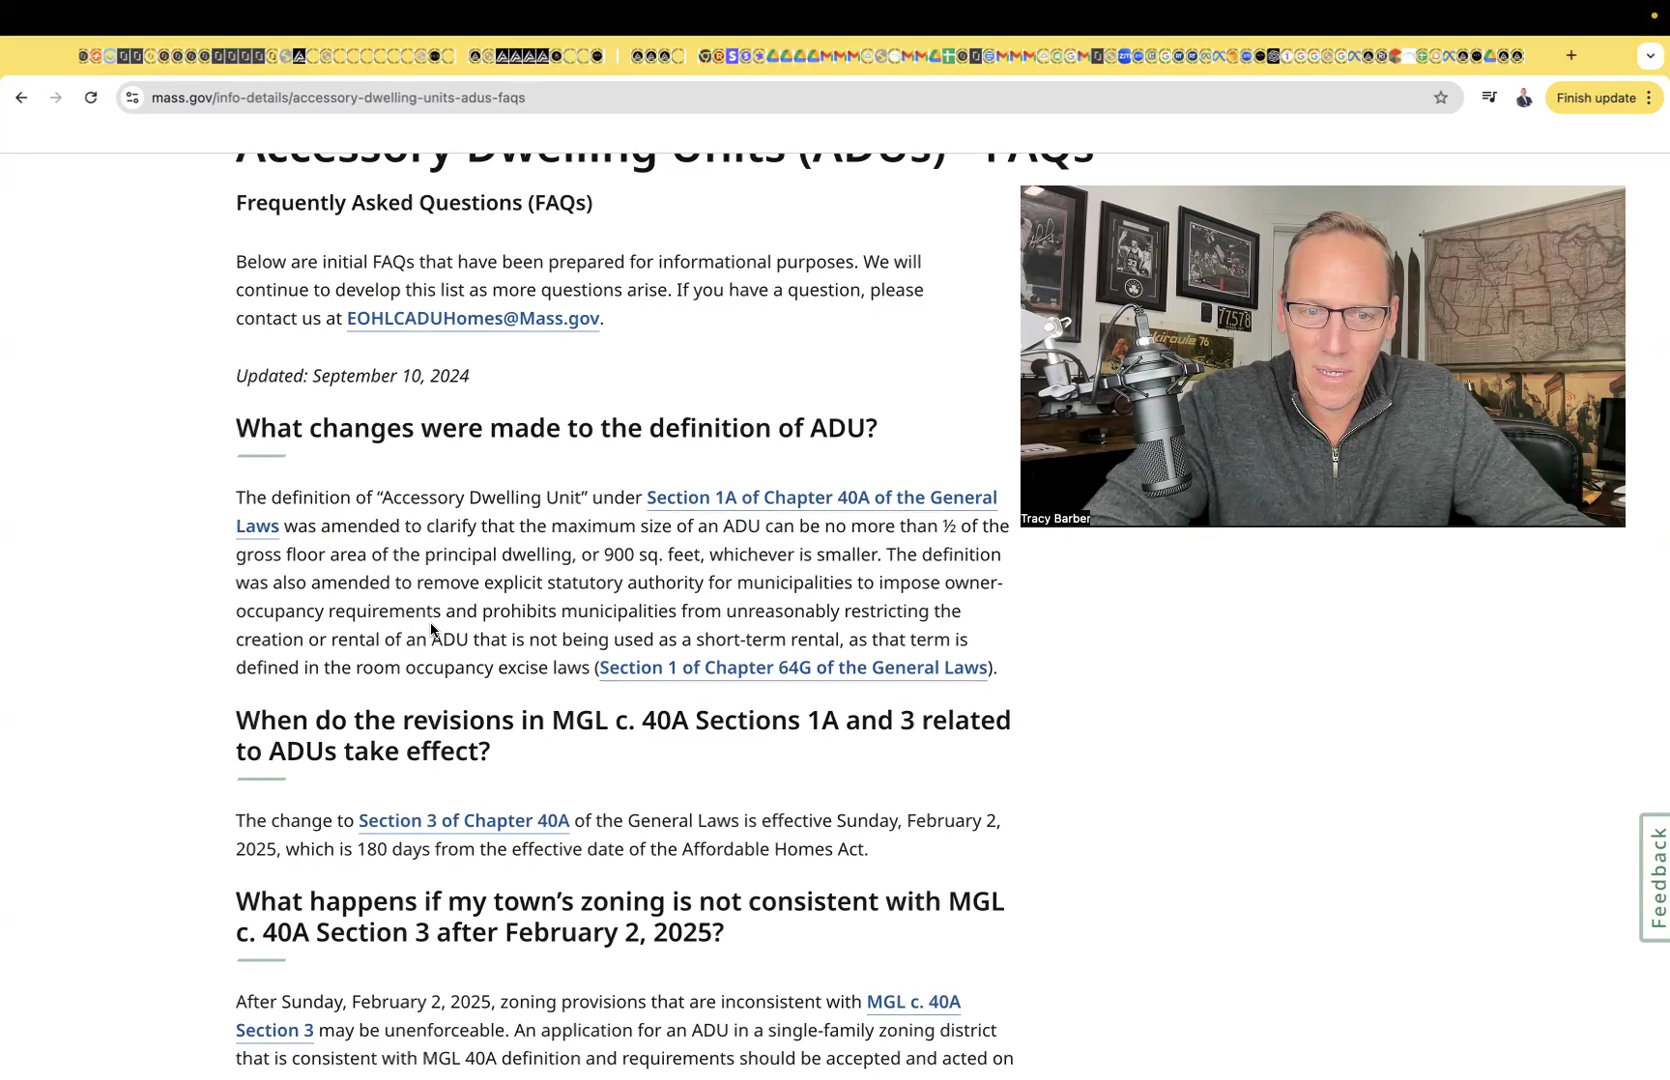 mass.gov/info-details/accessory-dwelling-units-adus-faqs
Finish update
Accessory Dwelling Units (ADUs) - FAQs
Frequently Asked Questions (FAQs)
Below are initial FAQs that have been prepared for informational purposes. We will
continue to develop this list as more questions arise. If you have a question, please
contact us at EOHLCADUHomes@Mass.gov.
Updated: September 10, 2024
What changes were made to the definition of ADU?
The definition of “Accessory Dwelling Unit” under Section 1A of Chapter 40A of the General
Laws was amended to clarify that the maximum size of an ADU can be no more than ½ of the
gross floor area of the principal dwelling, or 900 sq. feet, whichever is smaller. The definition
was also amended to remove explicit statutory authority for municipalities to impose owner-
occupancy requirements and prohibits municipalities from unreasonably restricting the
creation or rental of an ADU that is not being used as a short-term rental, as that term is
defined in the room occupancy excise laws (Section 1 of Chapter 64G of the General Laws).
When do the revisions in MGL c. 40A Sections 1A and 3 related
to ADUs take effect?
The change to Section 3 of Chapter 40A of the General Laws is effective Sunday, February 2,
2025, which is 180 days from the effective date of the Affordable Homes Act.
What happens if my town’s zoning is not consistent with MGL
c. 40A Section 3 after February 2, 2025?
After Sunday, February 2, 2025, zoning provisions that are inconsistent with MGL c. 40A
Section 3 may be unenforceable. An application for an ADU in a single-family zoning district
that is consistent with MGL 40A definition and requirements should be accepted and acted on
77,578
kiroule 76
Tracy Barber
Feedback